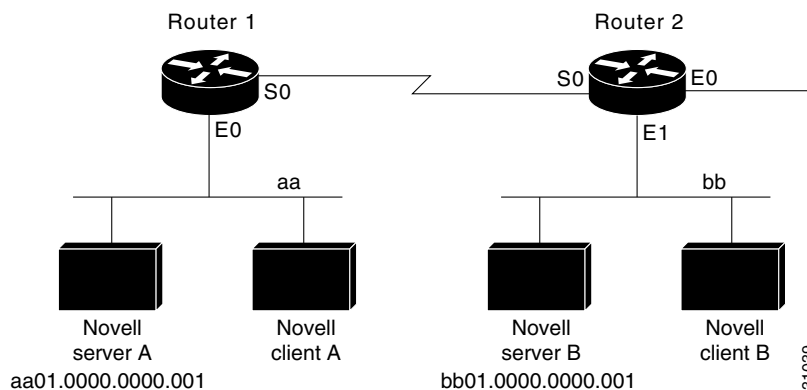 Router 1
Router 2
S0
S0
E0
E0
E1
aa
bb
Novell
server A
aa01.0000.0000.001
Novell
client A
Novell
server B
bb01.0000.0000.001
Novell
client B